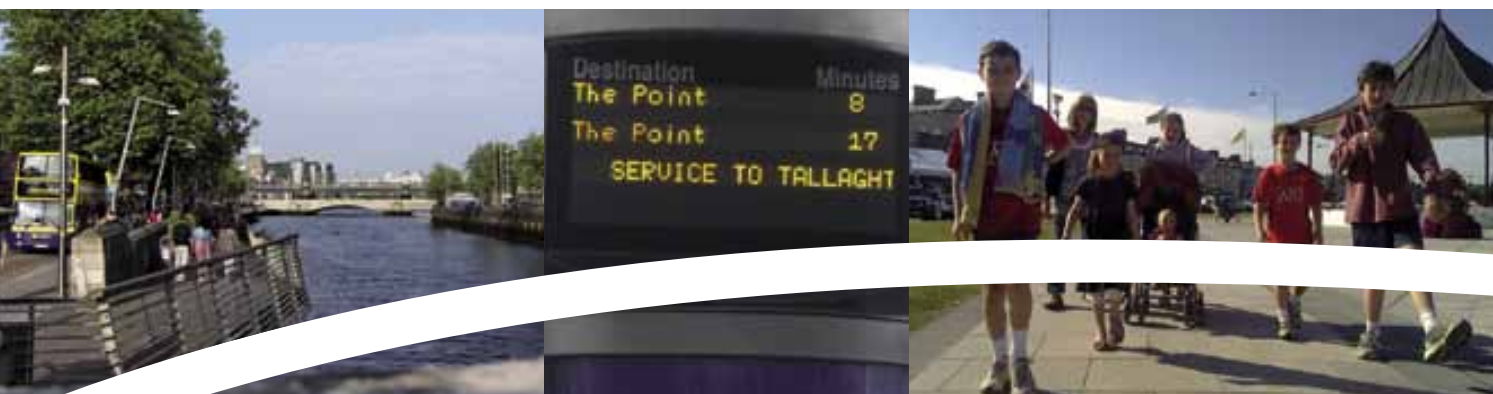 Destination Minutes
The Point 8
The Point 17
SERVICE TO TALLAGHT